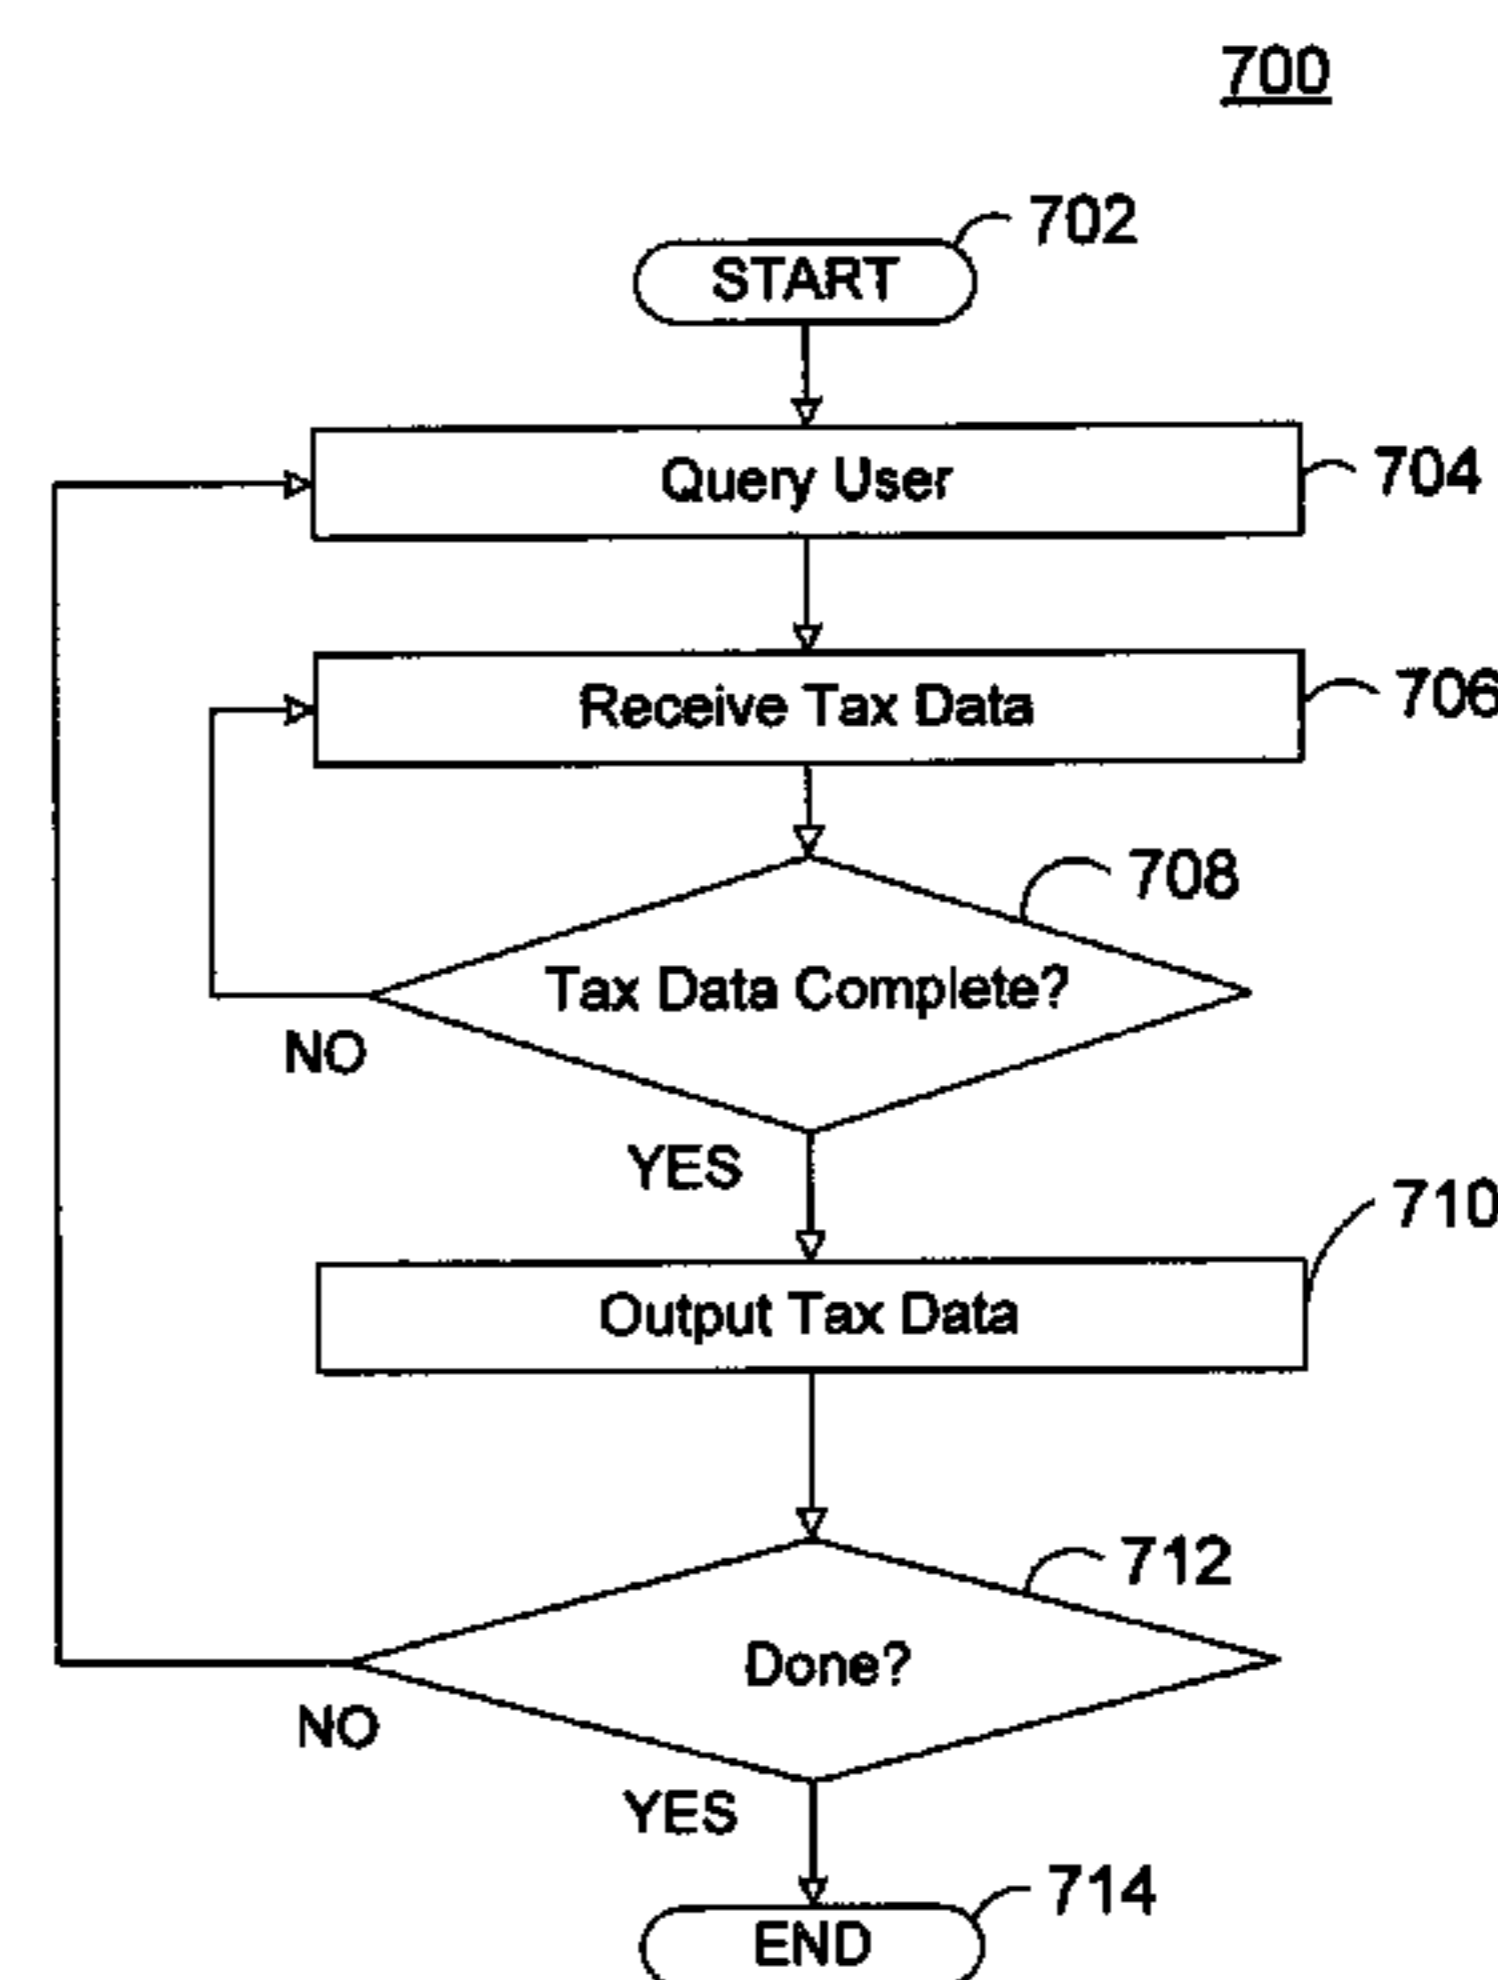 700
702
START
Query User
704
Receive Tax Data
706
708
Tax Data Complete?
NO
YES
710
Output Tax Data
712
Done?
NO
YES
714
END